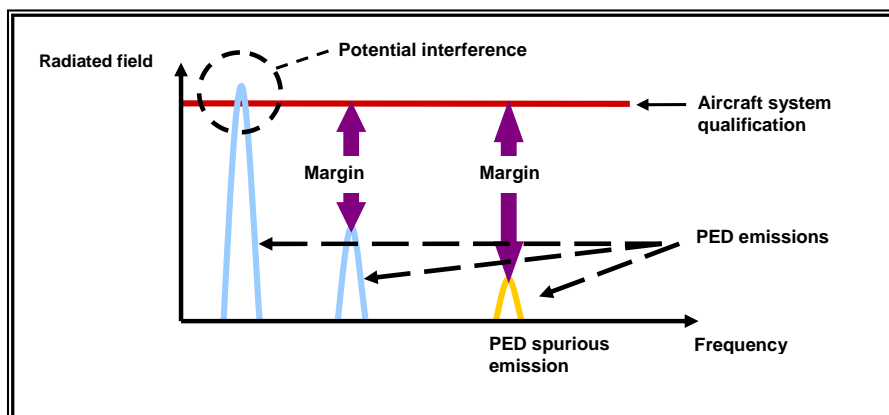 Potential interference
Radiated field
Aircraft system
qualification
Margin
Margin
PED emissions
PED spurious
emission
Frequency